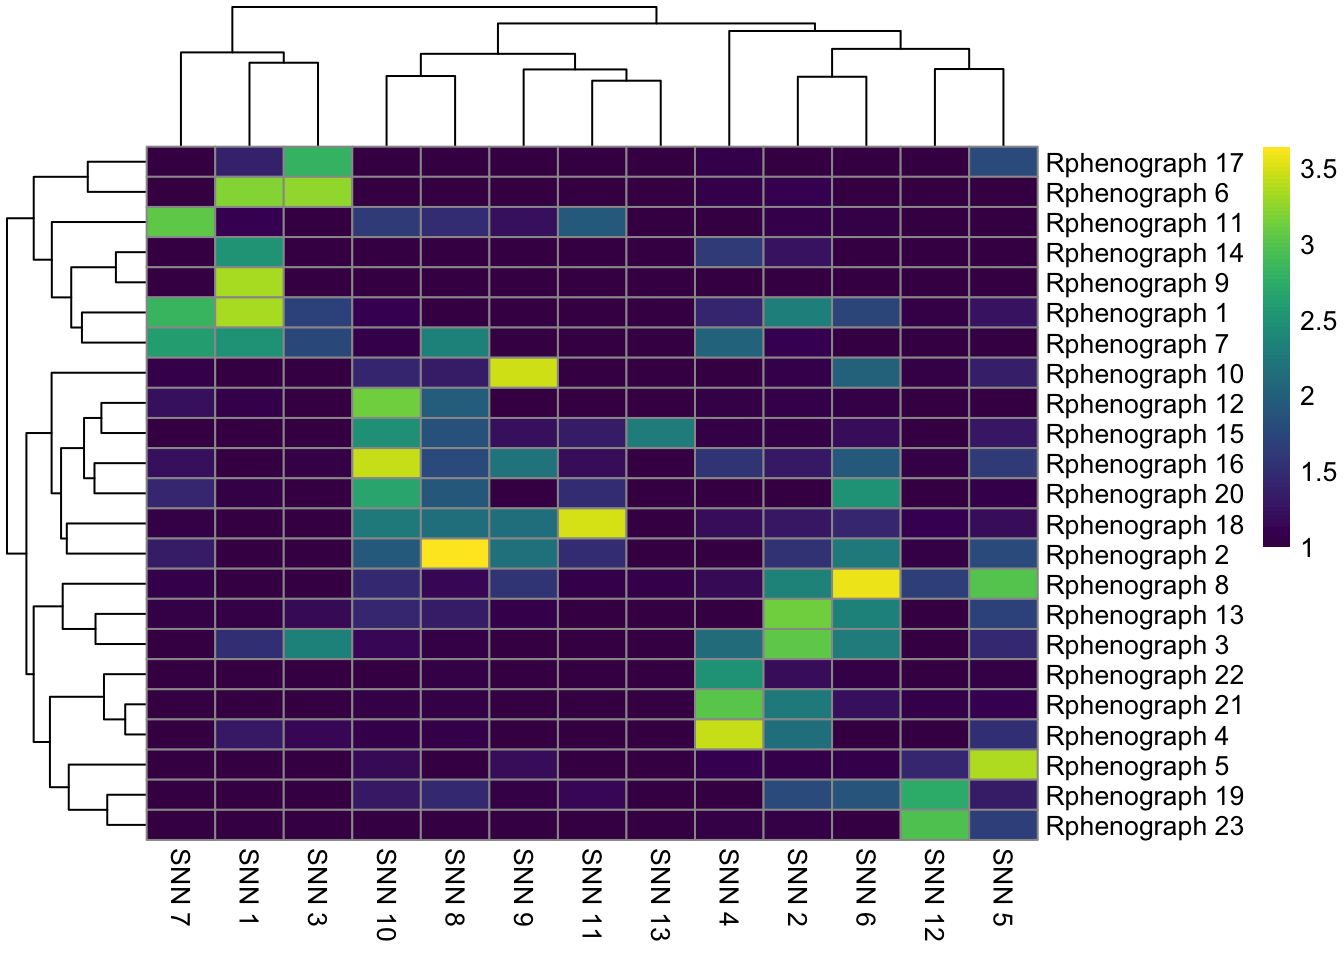 Rphenograph 17
Rphenograph 6
Rphenograph 11
Rphenograph 14
Rphenograph 9
Rphenograph 1
Rphenograph 7
Rphenograph 10
Rphenograph 12
Rphenograph 15
Rphenograph 16
Rphenograph 20
Rphenograph 18
Rphenograph 2
Rphenograph 8
Rphenograph 13
Rphenograph 3
Rphenograph 22
Rphenograph 21
Rphenograph 4
Rphenograph 5
Rphenograph 19
Rphenograph 23
3.5
3
2.5
2
1.5
1
SNN 7
SNN 1
SNN 3
SNN 10
SNN 8
SNN 9
SNN 11
SNN 13
SNN 4
SNN 2
SNN 6
SNN 12
SNN 5